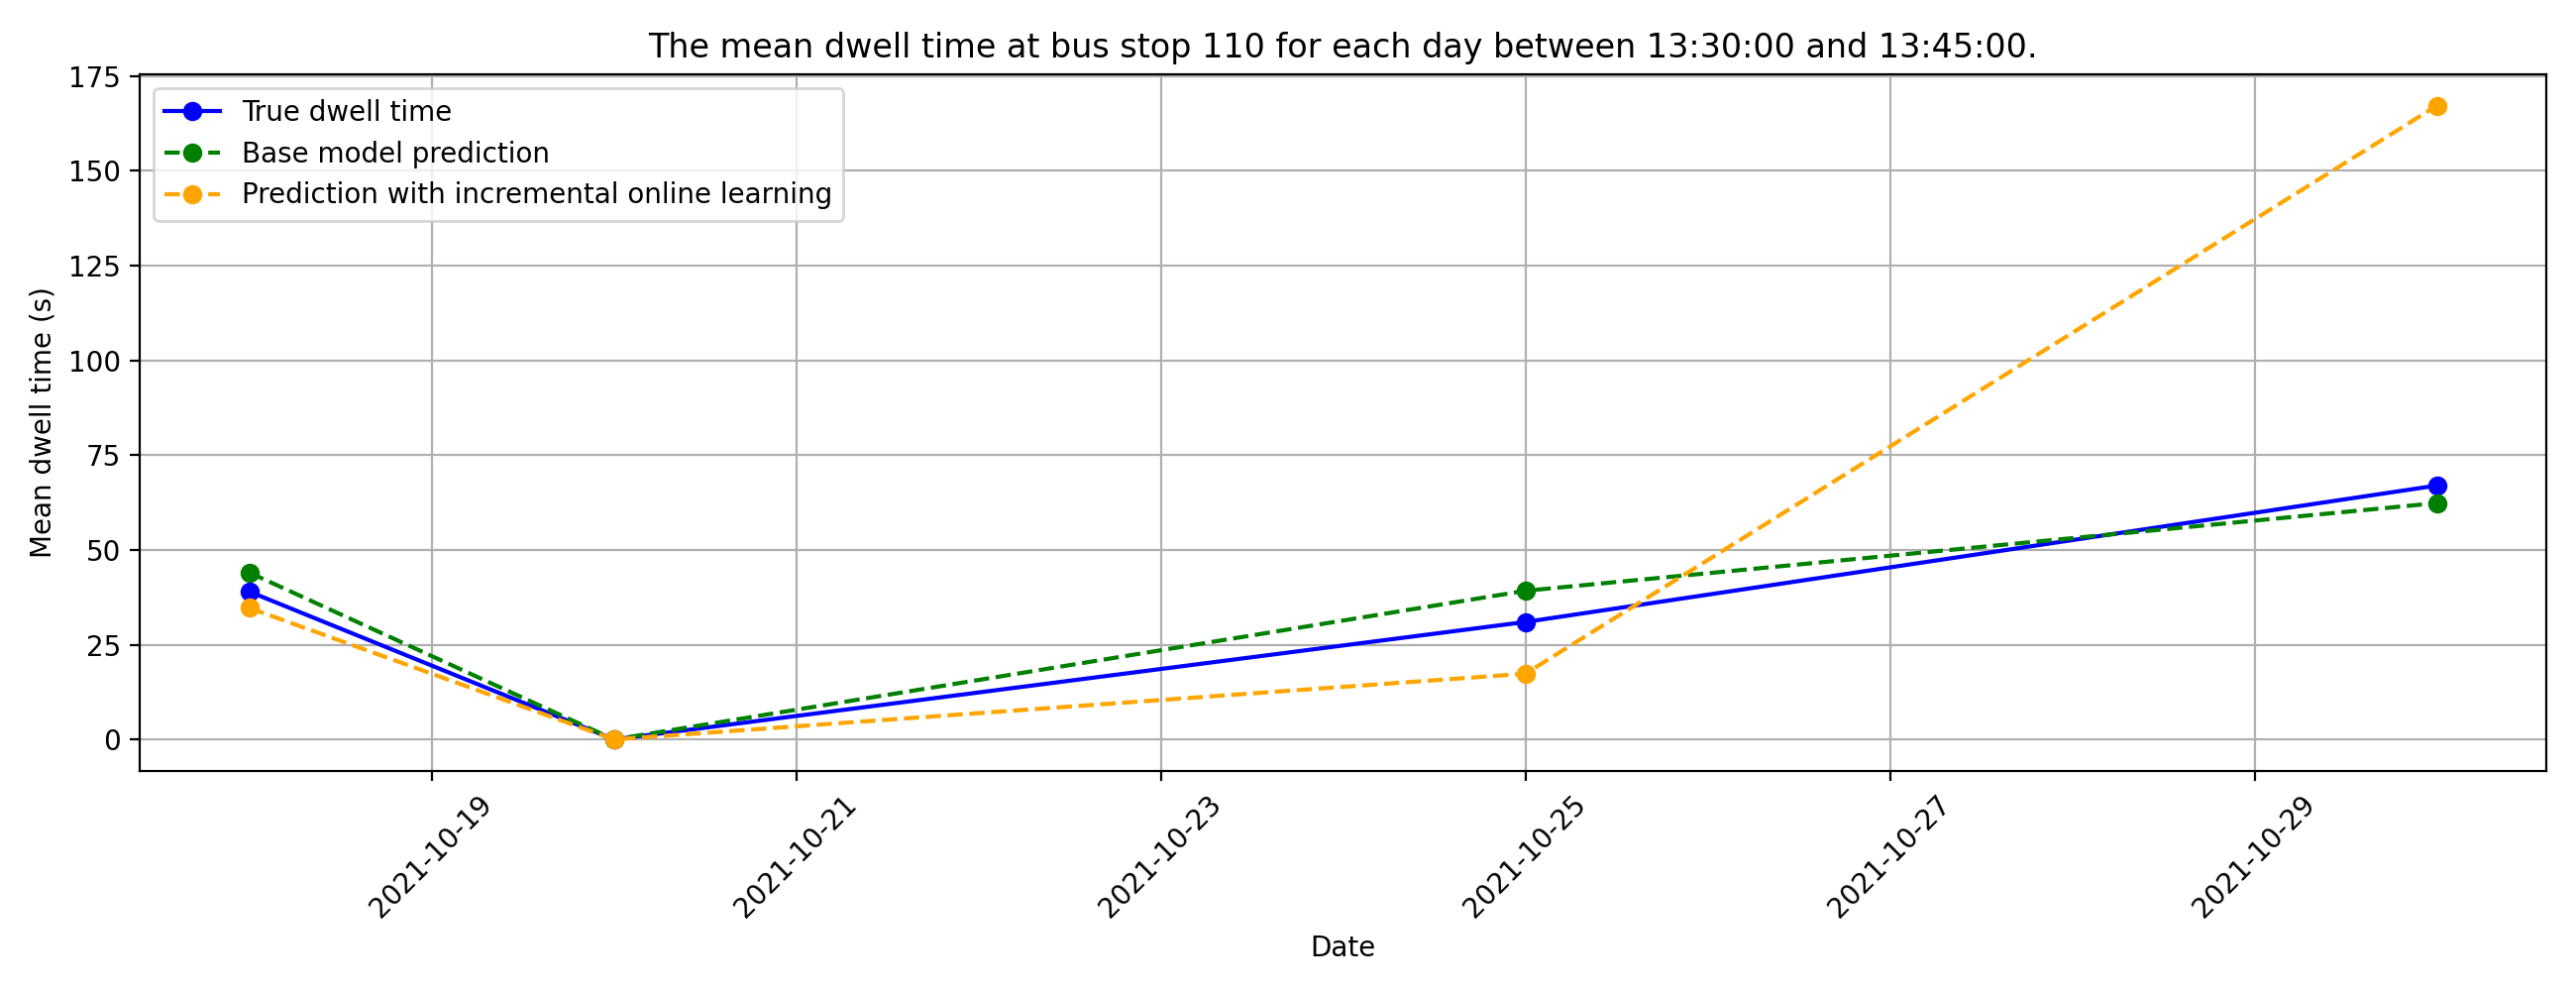 The mean dwell time at bus stop 110 for each day between 13:30:00 and 13:45:00.
175
150
125
100
75
50
25
0
Mean dwell time (s)
True dwell time
Base model prediction
Prediction with incremental online learning
2021-10-19
2021-10-21
2021-10-23
2021-10-25
2021-10-27
2021-10-29
Date